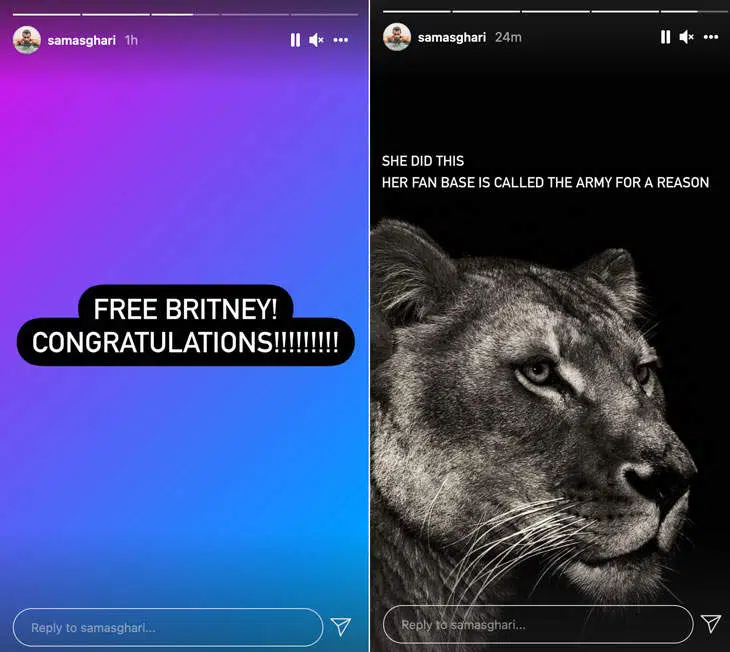 samasghari 1h
FREE BRITNEY!
CONGRATULATIONS!!!!!!!!!
Reply to samasghari...
samasghari 24m
SHE DID THIS
HER FAN BASE IS CALLED THE ARMY FOR A REASON
Reply to samasghari...